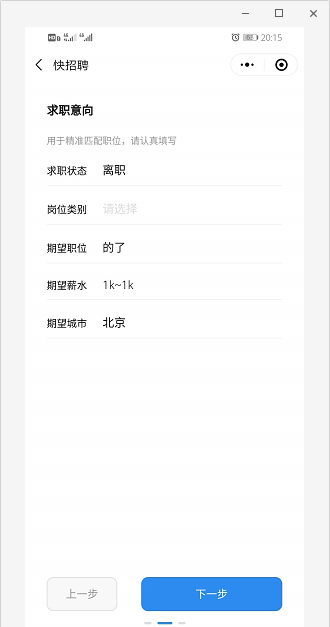 20:15
快招聘
求职意向
用于精准匹配职位，请认真填写
求职状态 离职
岗位类别 请选择
期望职位 的了
期望薪水 1k~1k
期望城市 北京
上一步 下一步